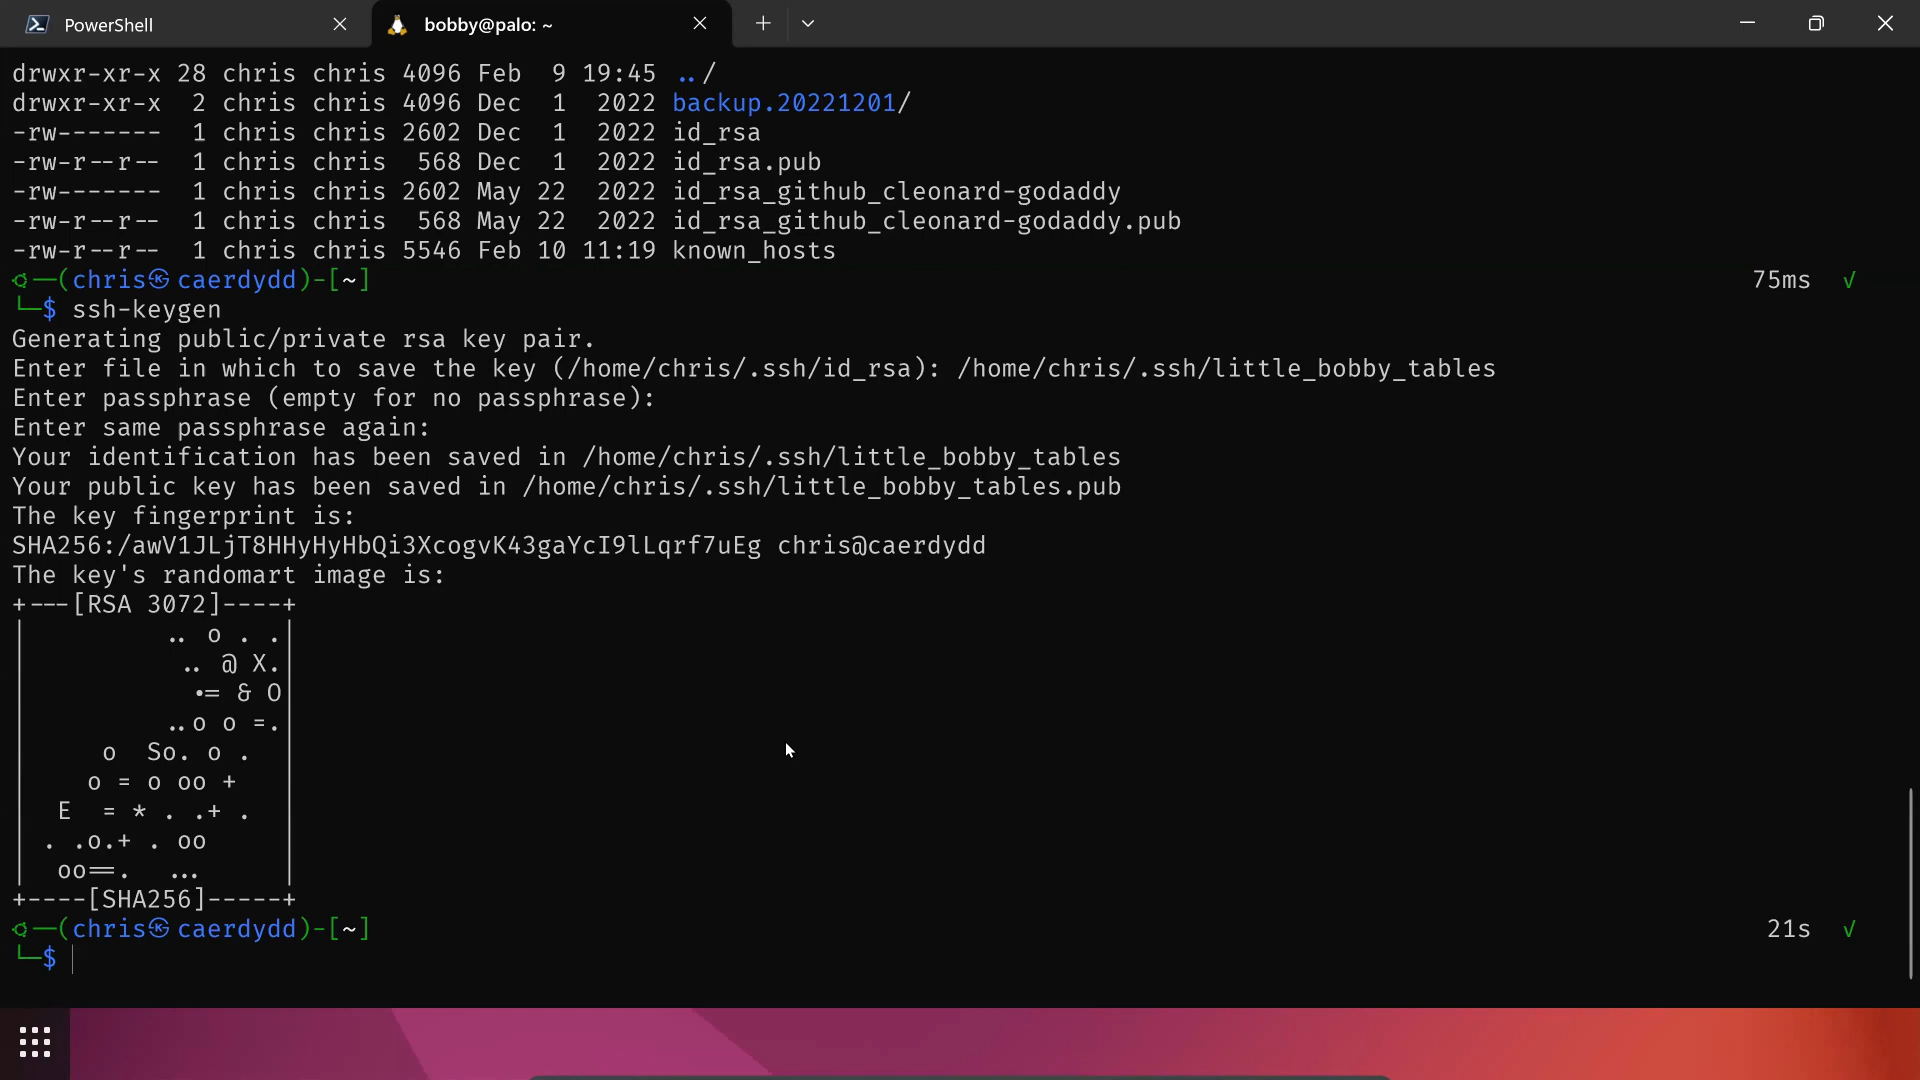 PowerShell
bobby@palo: ~
drwxr-xr-x 28 chris chris 4096 Feb  9 19:45 ../
drwxr-xr-x  2 chris chris 4096 Dec  1  2022 backup.20221201/
-rw-------  1 chris chris 2602 Dec  1  2022 id_rsa
-rw-r--r--  1 chris chris  568 Dec  1  2022 id_rsa.pub
-rw-------  1 chris chris 2602 May 22  2022 id_rsa_github_cleonard-godaddy
-rw-r--r--  1 chris chris  568 May 22  2022 id_rsa_github_cleonard-godaddy.pub
-rw-r--r--  1 chris chris 5546 Feb 10 11:19 known_hosts
(chris㉿caerdydd)-[~] 75ms √
└─$ ssh-keygen
Generating public/private rsa key pair.
Enter file in which to save the key (/home/chris/.ssh/id_rsa): /home/chris/.ssh/little_bobby_tables
Enter passphrase (empty for no passphrase):
Enter same passphrase again:
Your identification has been saved in /home/chris/.ssh/little_bobby_tables
Your public key has been saved in /home/chris/.ssh/little_bobby_tables.pub
The key fingerprint is:
SHA256:/awV1JLjT8HHyHyHbQi3XcogvK43gaYcI9lLqrf7uEg chris@caerdydd
The key's randomart image is:
+---[RSA 3072]----+
|          .. o . .|
|           .. @ X.|
|            •= & O|
|          ..o o =.|
|     o  So. o .  |
|    o = o oo +   |
|  E  = * . .+ .  |
| . .o.+ . oo     |
|  oo==.   ...    |
+----[SHA256]-----+
(chris㉿caerdydd)-[~] 21s √
└─$